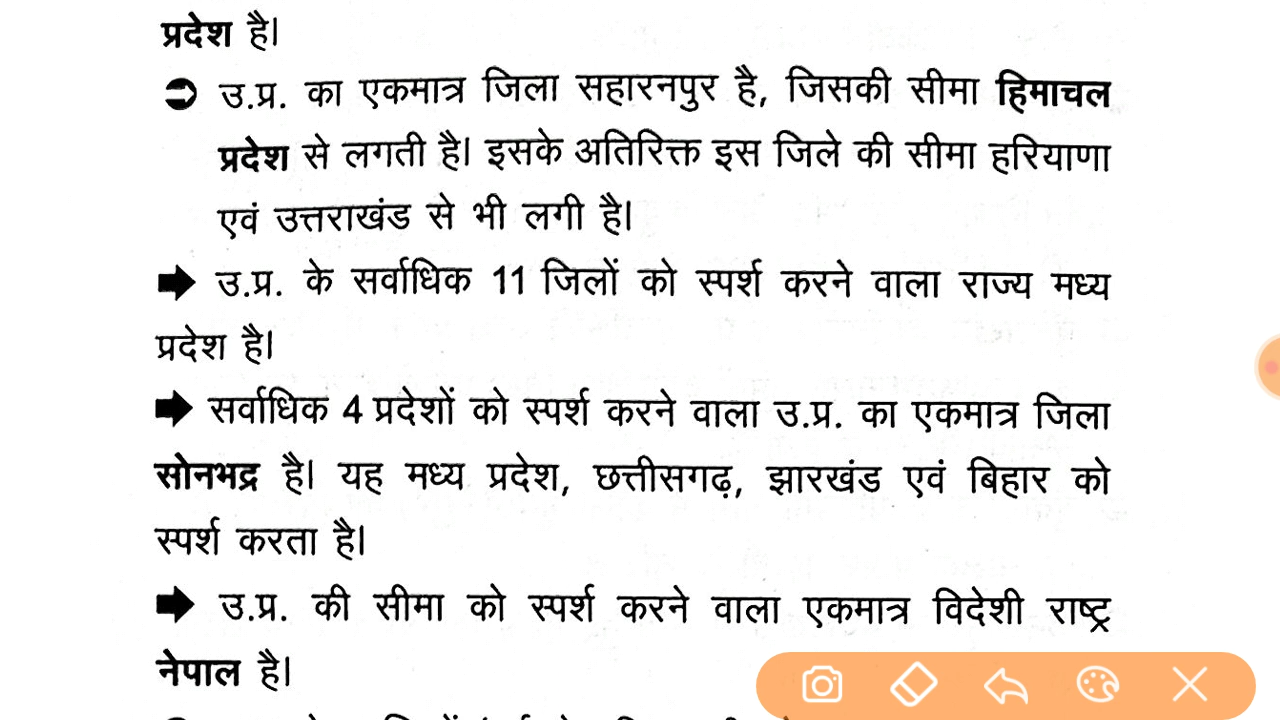 प्रदेश है।
➲ उ.प्र. का एकमात्र जिला सहारनपुर है, जिसकी सीमा हिमाचल
प्रदेश से लगती है। इसके अतिरिक्त इस जिले की सीमा हरियाणा
एवं उत्तराखंड से भी लगी है।
➡ उ.प्र. के सर्वाधिक 11 जिलों को स्पर्श करने वाला राज्य मध्य
प्रदेश है।
➡ सर्वाधिक 4 प्रदेशों को स्पर्श करने वाला उ.प्र. का एकमात्र जिला
सोनभद्र है। यह मध्य प्रदेश, छत्तीसगढ़, झारखंड एवं बिहार को
स्पर्श करता है।
➡ उ.प्र. की सीमा को स्पर्श करने वाला एकमात्र विदेशी राष्ट्र
नेपाल है।